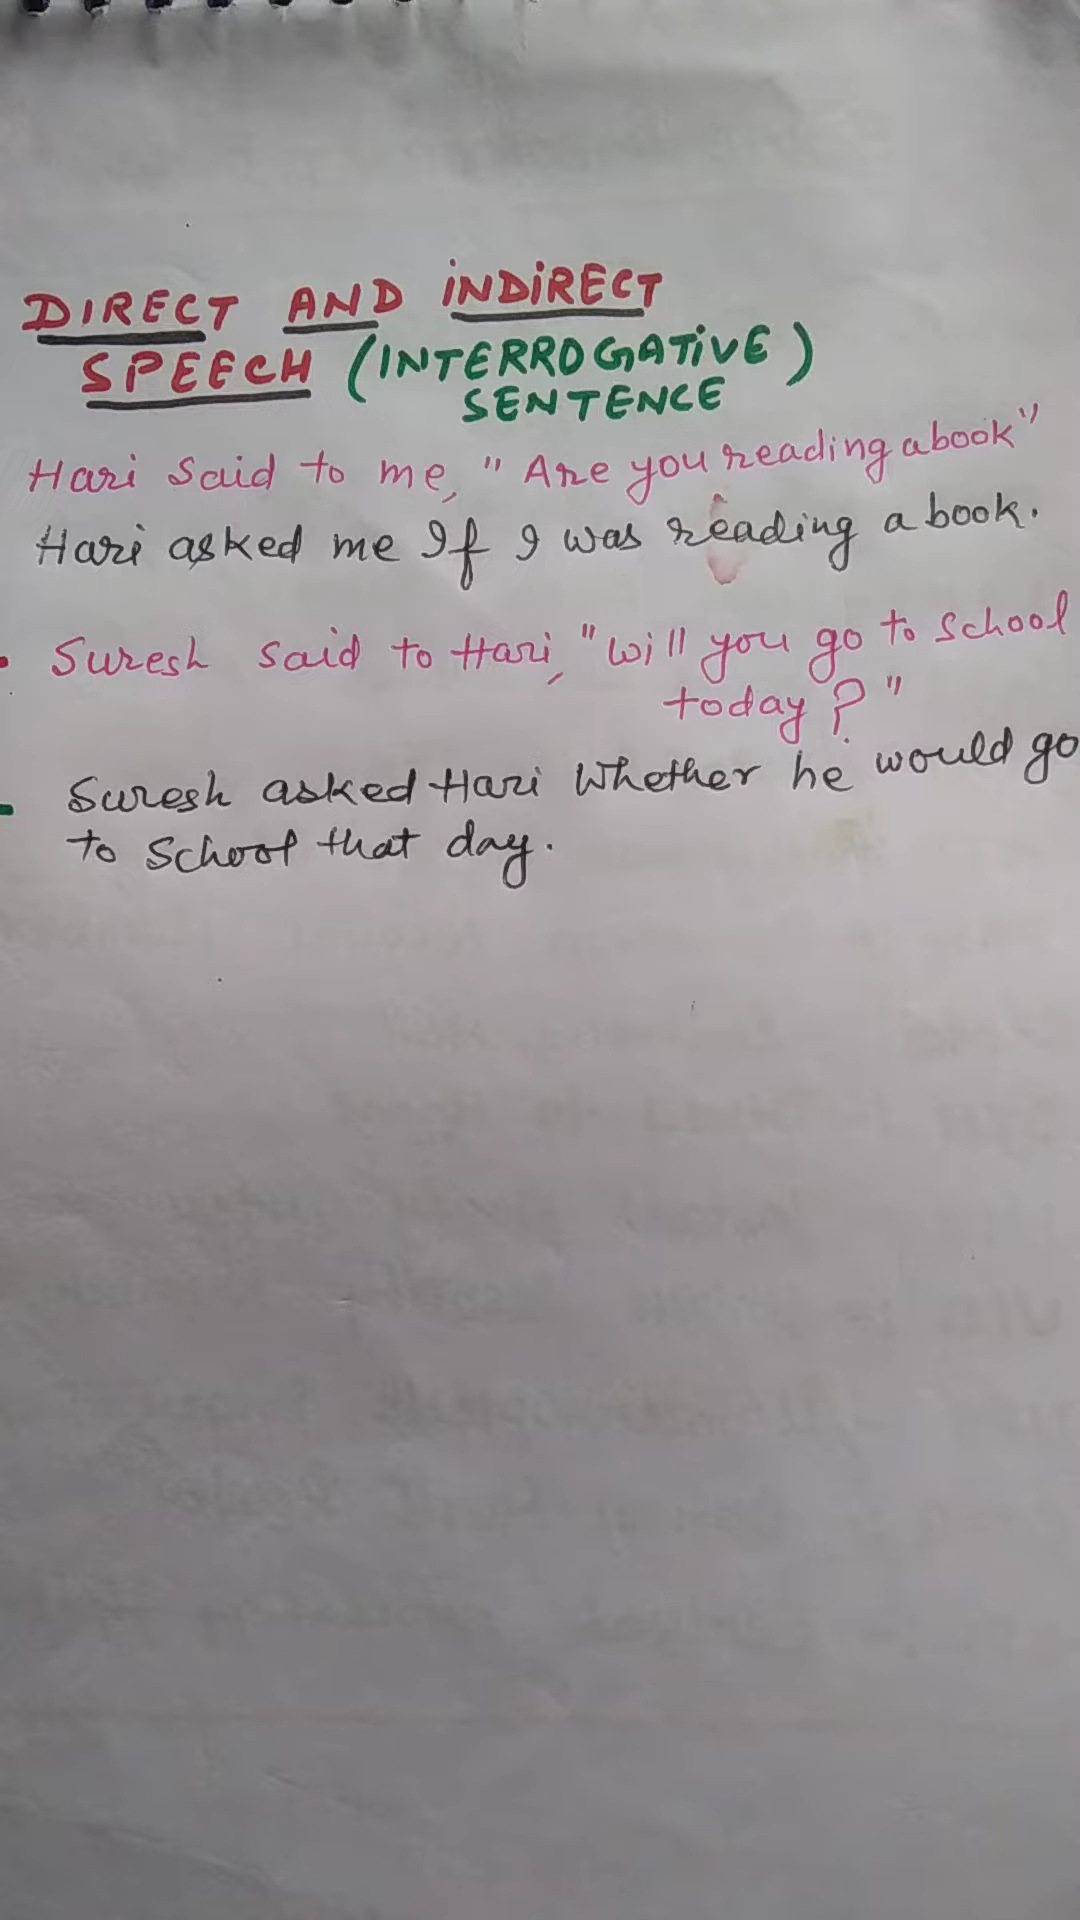 DIRECT AND INDIRECT
SPEECH (INTERROGATIVE)
SENTENCE
Hari Said to me, "Are you reading a book"
Hari asked me If I was reading a book.
Suresh said to Hari, "Will you go to School
today?"
Suresh asked Hari Whether he would go
to School that day.